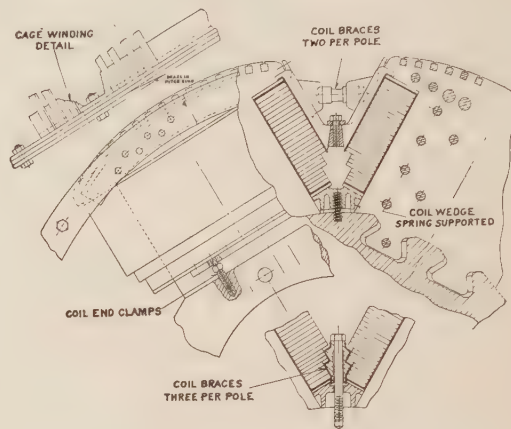 CAGE WINDING
DETAIL
COIL BRACES
TWO PER POLE
COIL WEDGE
SPRING SUPPORTED
COIL END CLAMPS
COIL BRACES
THREE PER POLE